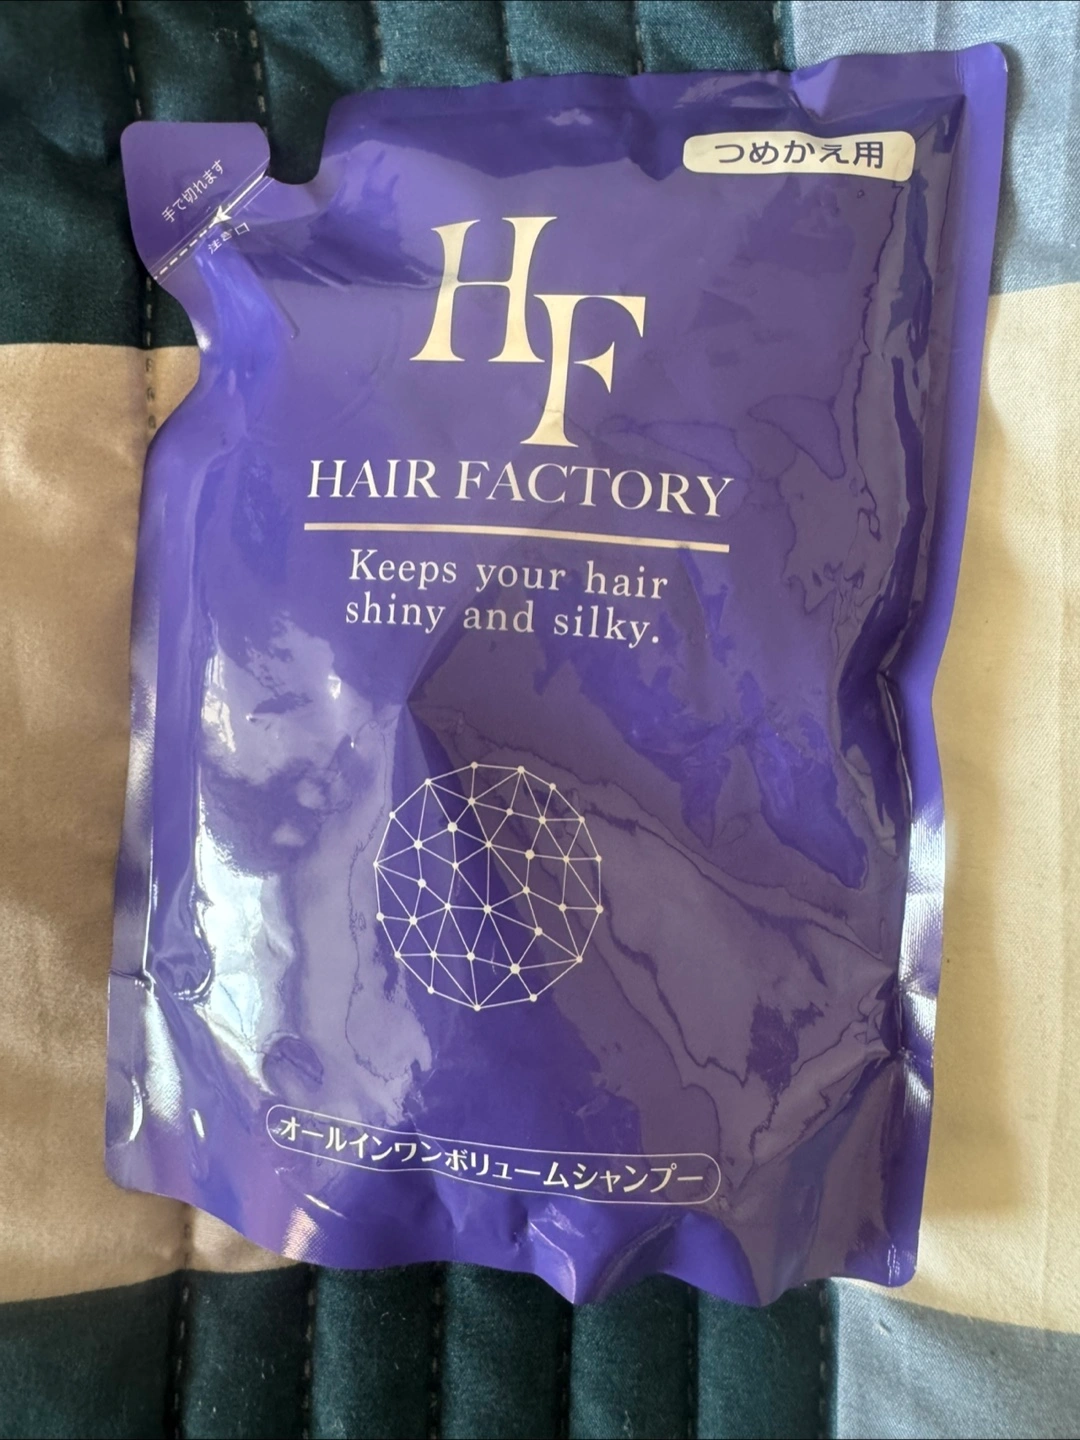 つめかえ用
手で切れます
注ぎ口
HF
HAIR FACTORY
Keeps your hair
shiny and silky.
オールインワンボリュームシャンプー